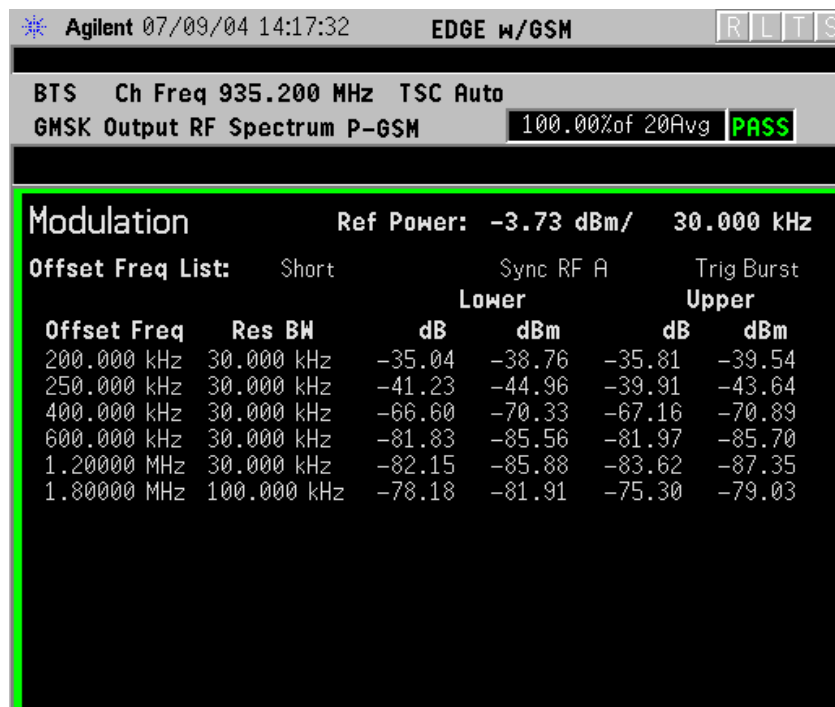 Agilent 07/09/04 14:17:32 EDGE w/GSM R L T S
BTS Ch Freq 935.200 MHz TSC Auto
GMSK Output RF Spectrum P-GSM 100.00%of 20Avg PASS
Modulation Ref Power: -3.73 dBm/ 30.000 kHz
Offset Freq List: Short Sync RF A Trig Burst
Lower Upper
Offset Freq Res BW dB dBm dB dBm
200.000 kHz 30.000 kHz -35.04 -38.76 -35.81 -39.54
250.000 kHz 30.000 kHz -41.23 -44.96 -39.91 -43.64
400.000 kHz 30.000 kHz -66.60 -70.33 -67.16 -70.89
600.000 kHz 30.000 kHz -81.83 -85.56 -81.97 -85.70
1.20000 MHz 30.000 kHz -82.15 -85.88 -83.62 -87.35
1.80000 MHz 100.000 kHz -78.18 -81.91 -75.30 -79.03